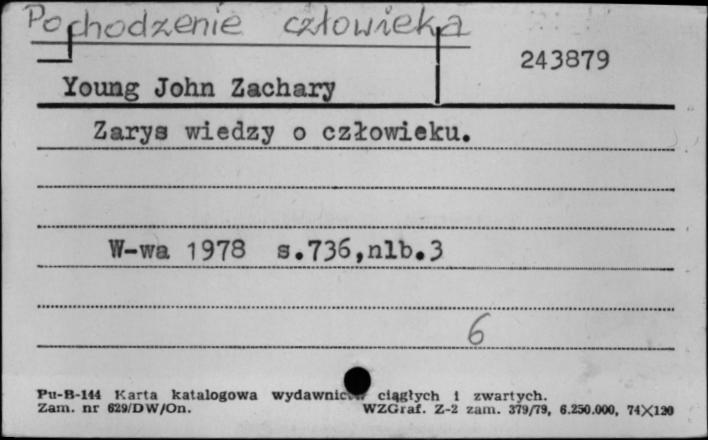 Pochodzenie człowieka
243879
Young John Zachary
Zarys wiedzy o człowieku.
W-wa 1978 s.736,nlb.3
6
Pu-B-144 Karta katalogowa wydawnictw ciągłych i zwartych.
Zam. nr 629/DW/On. WZGraf. Z-2 zam. 379/79, 6.250.000, 74X120